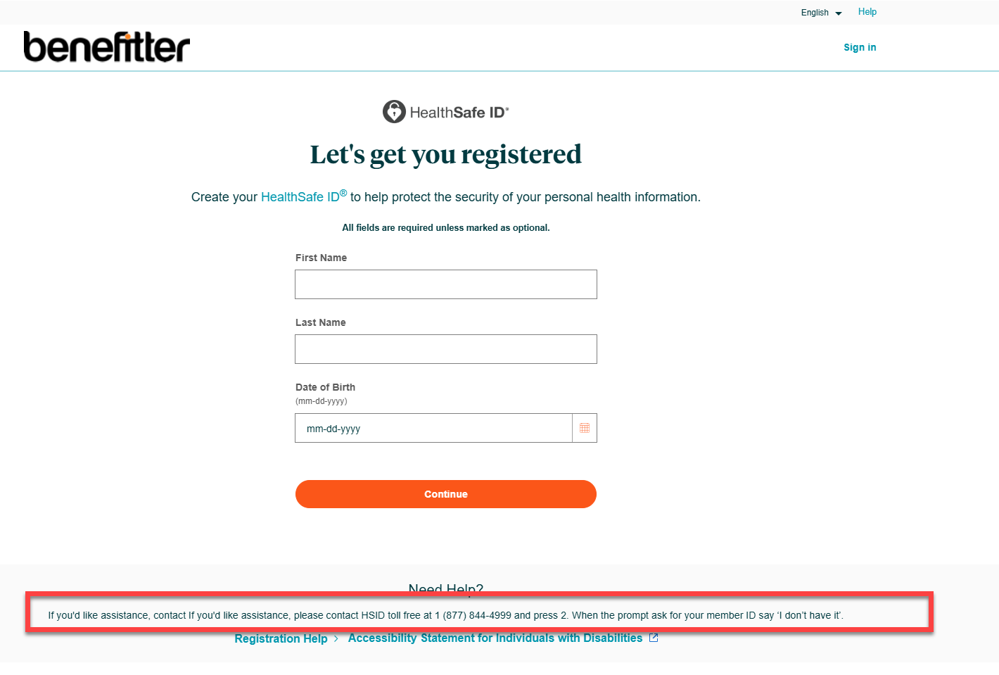 English Help
benefitter
Sign in
HealthSafe ID®
Let's get you registered
Create your HealthSafe ID® to help protect the security of your personal health information.
All fields are required unless marked as optional.
First Name
Last Name
Date of Birth
(mm-dd-yyyy)
mm-dd-yyyy
Continue
Need Help?
If you'd like assistance, contact If you'd like assistance, please contact HSID toll free at 1 (877) 844-4999 and press 2. When the prompt ask for your member ID say ‘I don’t have it’.
Registration Help > Accessibility Statement for Individuals with Disabilities